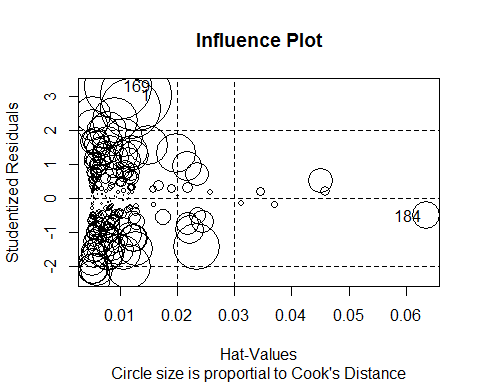 Influence Plot
Studentized Residuals
3
2
1
0
-1
-2
169
1
184
0.01 0.02 0.03 0.04 0.05 0.06
Hat-Values
Circle size is proportial to Cook's Distance